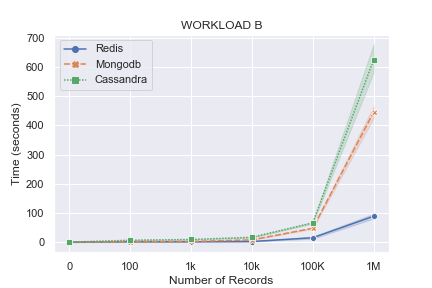 WORKLOAD B
Redis
Mongodb
Cassandra
Time (seconds)
700
600
500
400
300
200
100
0
0 100 1k 10k 100K 1M
Number of Records